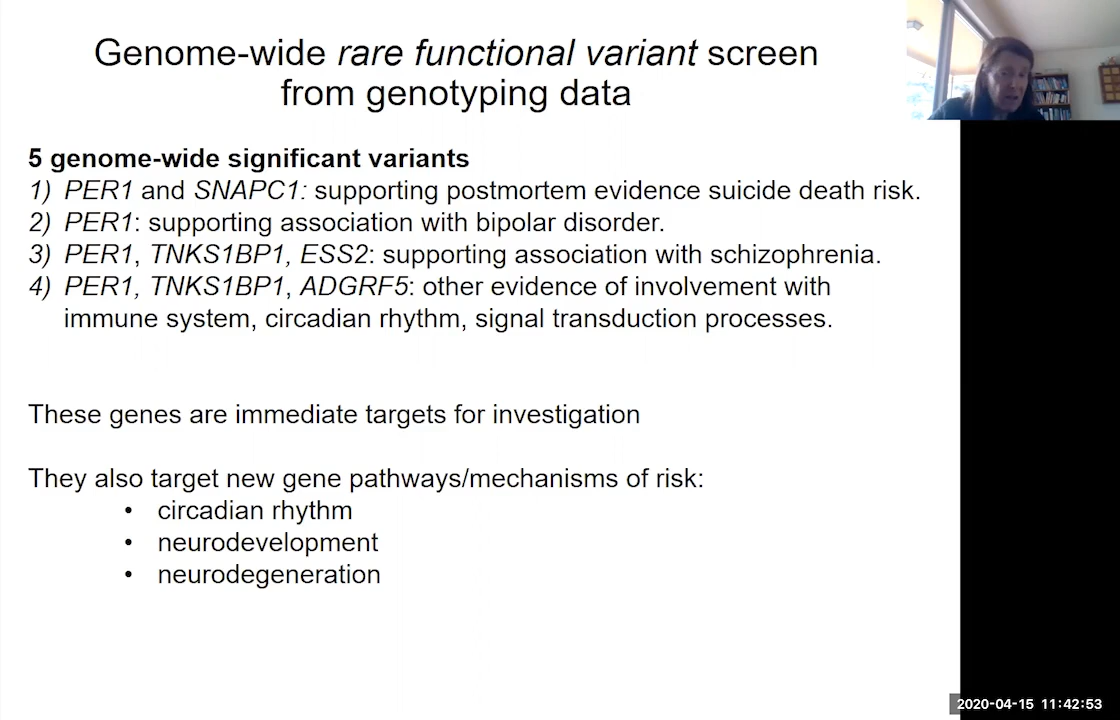 Genome-wide rare functional variant screen
from genotyping data
5 genome-wide significant variants
1) PER1 and SNAPC1: supporting postmortem evidence suicide death risk.
2) PER1: supporting association with bipolar disorder.
3) PER1, TNKS1BP1, ESS2: supporting association with schizophrenia.
4) PER1, TNKS1BP1, ADGRF5: other evidence of involvement with
immune system, circadian rhythm, signal transduction processes.
These genes are immediate targets for investigation
They also target new gene pathways/mechanisms of risk:
• circadian rhythm
• neurodevelopment
• neurodegeneration
2020-04-15 11:42:53